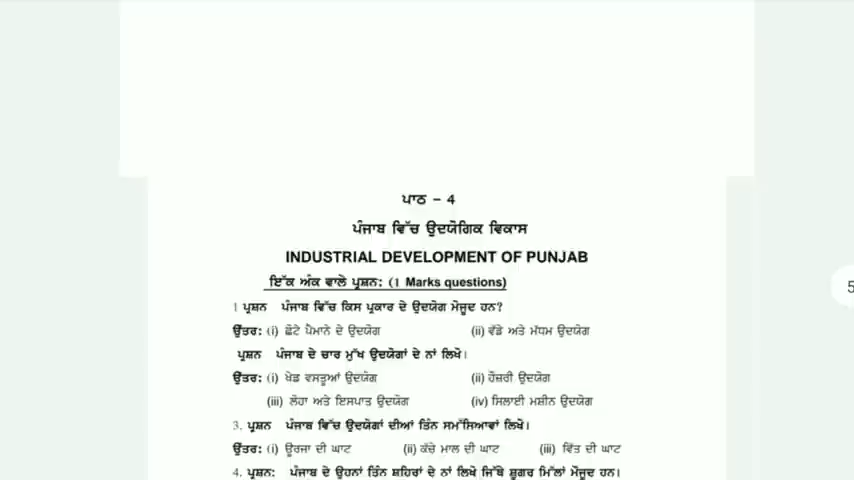 ਪਾਠ – 4
ਪੰਜਾਬ ਵਿੱਚ ਉਦਯੋਗਿਕ ਵਿਕਾਸ
INDUSTRIAL DEVELOPMENT OF PUNJAB
ਇੱਕ ਅੰਕ ਵਾਲੇ ਪ੍ਰਸ਼ਨ: (1 Marks questions)
1 ਪ੍ਰਸ਼ਨ ਪੰਜਾਬ ਵਿੱਚ ਕਿਸ ਪ੍ਰਕਾਰ ਦੇ ਉਦਯੋਗ ਮੌਜੂਦ ਹਨ?
ਉੱਤਰ: (i) ਛੋਟੇ ਪੈਮਾਨੇ ਦੇ ਉਦਯੋਗ (ii) ਵੱਡੇ ਅਤੇ ਮੱਧਮ ਉਦਯੋਗ
ਪ੍ਰਸ਼ਨ ਪੰਜਾਬ ਦੇ ਚਾਰ ਮੁੱਖ ਉਦਯੋਗਾਂ ਦੇ ਨਾਂ ਲਿਖੋ।
ਉੱਤਰ: (i) ਖੇਡ ਵਸਤੂਆਂ ਉਦਯੋਗ (ii) ਹੌਜ਼ਰੀ ਉਦਯੋਗ
(iii) ਲੋਹਾ ਅਤੇ ਇਸਪਾਤ ਉਦਯੋਗ (iv) ਸਿਲਾਈ ਮਸ਼ੀਨ ਉਦਯੋਗ
3. ਪ੍ਰਸ਼ਨ ਪੰਜਾਬ ਵਿੱਚ ਉਦਯੋਗਾਂ ਦੀਆਂ ਤਿੰਨ ਸਮੱਸਿਆਵਾਂ ਲਿਖੋ।
ਉੱਤਰ: (i) ਊਰਜਾ ਦੀ ਘਾਟ (ii) ਕੱਚੇ ਮਾਲ ਦੀ ਘਾਟ (iii) ਵਿੱਤ ਦੀ ਘਾਟ
4. ਪ੍ਰਸ਼ਨ: ਪੰਜਾਬ ਦੇ ਉਹਨਾਂ ਤਿੰਨ ਸ਼ਹਿਰਾਂ ਦੇ ਨਾਂ ਲਿਖੋ ਜਿੱਥੇ ਸ਼ੂਗਰ ਮਿੱਲਾਂ ਮੌਜੂਦ ਹਨ।
5